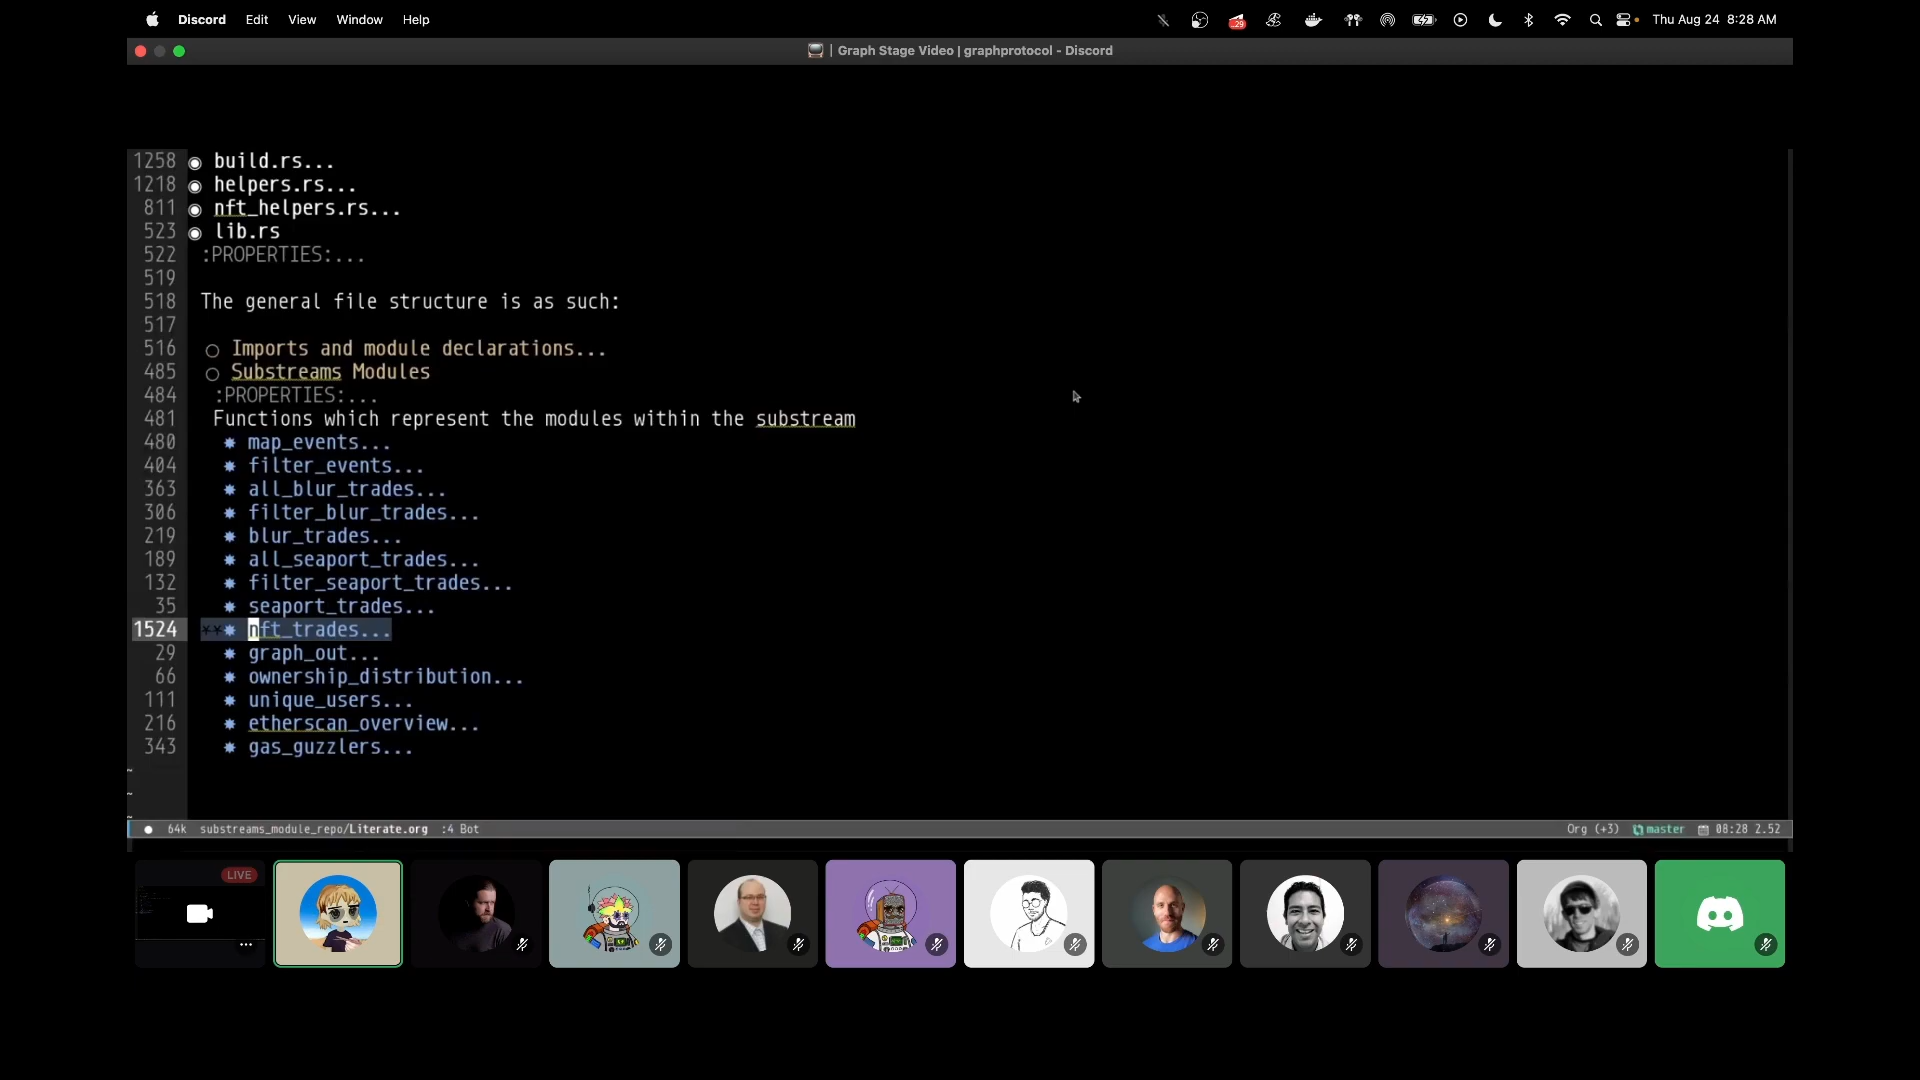 Discord Edit View Window Help
29
Thu Aug 24 8:28 AM
| Graph Stage Video | graphprotocol - Discord
1258 ◉ build.rs...
1218 ◉ helpers.rs...
811 ◉ nft_helpers.rs...
523 ◉ lib.rs
522 :PROPERTIES:...
519
518 The general file structure is as such:
517
516 ○ Imports and module declarations...
485 ○ Substreams Modules
484 :PROPERTIES:...
481 Functions which represent the modules within the substream
480 ✸ map_events...
404 ✸ filter_events...
363 ✸ all_blur_trades...
306 ✸ filter_blur_trades...
219 ✸ blur_trades...
189 ✸ all_seaport_trades...
132 ✸ filter_seaport_trades...
35 ✸ seaport_trades...
1524 **✸ nft_trades...
29 ✸ graph_out...
66 ✸ ownership_distribution...
111 ✸ unique_users...
216 ✸ etherscan_overview...
343 ✸ gas_guzzlers...
~
~
~
● 64k substreams_module_repo/Literate.org :4 Bot Org (+3) master 08:28 2.52
LIVE